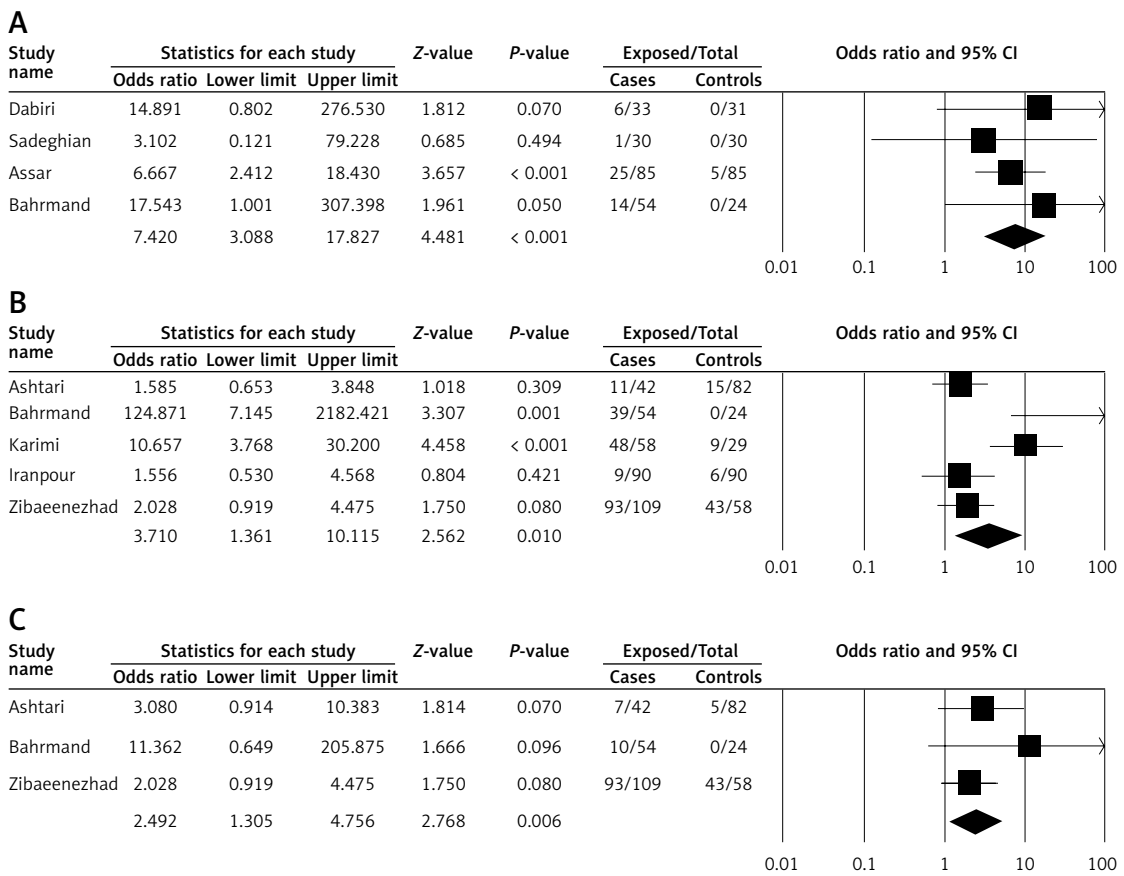 A
Study name Statistics for each study Z-value P-value Exposed/Total Odds ratio and 95% CI
Odds ratio Lower limit Upper limit Cases Controls
Dabiri 14.891 0.802 276.530 1.812 0.070 6/33 0/31
Sadeghian 3.102 0.121 79.228 0.685 0.494 1/30 0/30
Assar 6.667 2.412 18.430 3.657 < 0.001 25/85 5/85
Bahrmand 17.543 1.001 307.398 1.961 0.050 14/54 0/24
7.420 3.088 17.827 4.481 < 0.001
0.01 0.1 1 10 100
B
Study name Statistics for each study Z-value P-value Exposed/Total Odds ratio and 95% CI
Odds ratio Lower limit Upper limit Cases Controls
Ashtari 1.585 0.653 3.848 1.018 0.309 11/42 15/82
Bahrmand 124.871 7.145 2182.421 3.307 0.001 39/54 0/24
Karimi 10.657 3.768 30.200 4.458 < 0.001 48/58 9/29
Iranpour 1.556 0.530 4.568 0.804 0.421 9/90 6/90
Zibaeenezhad 2.028 0.919 4.475 1.750 0.080 93/109 43/58
3.710 1.361 10.115 2.562 0.010
0.01 0.1 1 10 100
C
Study name Statistics for each study Z-value P-value Exposed/Total Odds ratio and 95% CI
Odds ratio Lower limit Upper limit Cases Controls
Ashtari 3.080 0.914 10.383 1.814 0.070 7/42 5/82
Bahrmand 11.362 0.649 205.875 1.666 0.096 10/54 0/24
Zibaeenezhad 2.028 0.919 4.475 1.750 0.080 93/109 43/58
2.492 1.305 4.756 2.768 0.006
0.01 0.1 1 10 100